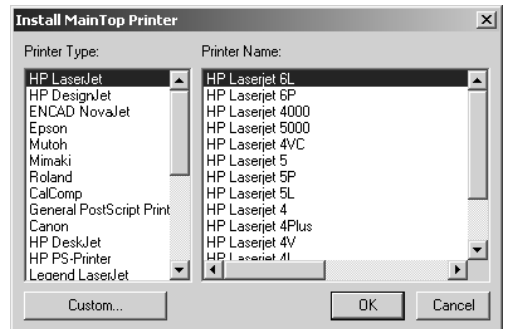 Install MainTop Printer
Printer Type:
HP LaserJet
HP DesignJet
ENCAD NovaJet
Epson
Mutoh
Mimaki
Roland
CalComp
General PostScript Print
Canon
HP DeskJet
HP PS-Printer
Legend LaserJet
Printer Name:
HP Laserjet 6L
HP Laserjet 6P
HP Laserjet 4000
HP Laserjet 5000
HP Laserjet 4VC
HP Laserjet 5
HP Laserjet 5P
HP Laserjet 5L
HP Laserjet 4
HP Laserjet 4Plus
HP Laserjet 4V
HP Laserjet 4L
Custom...
OK
Cancel